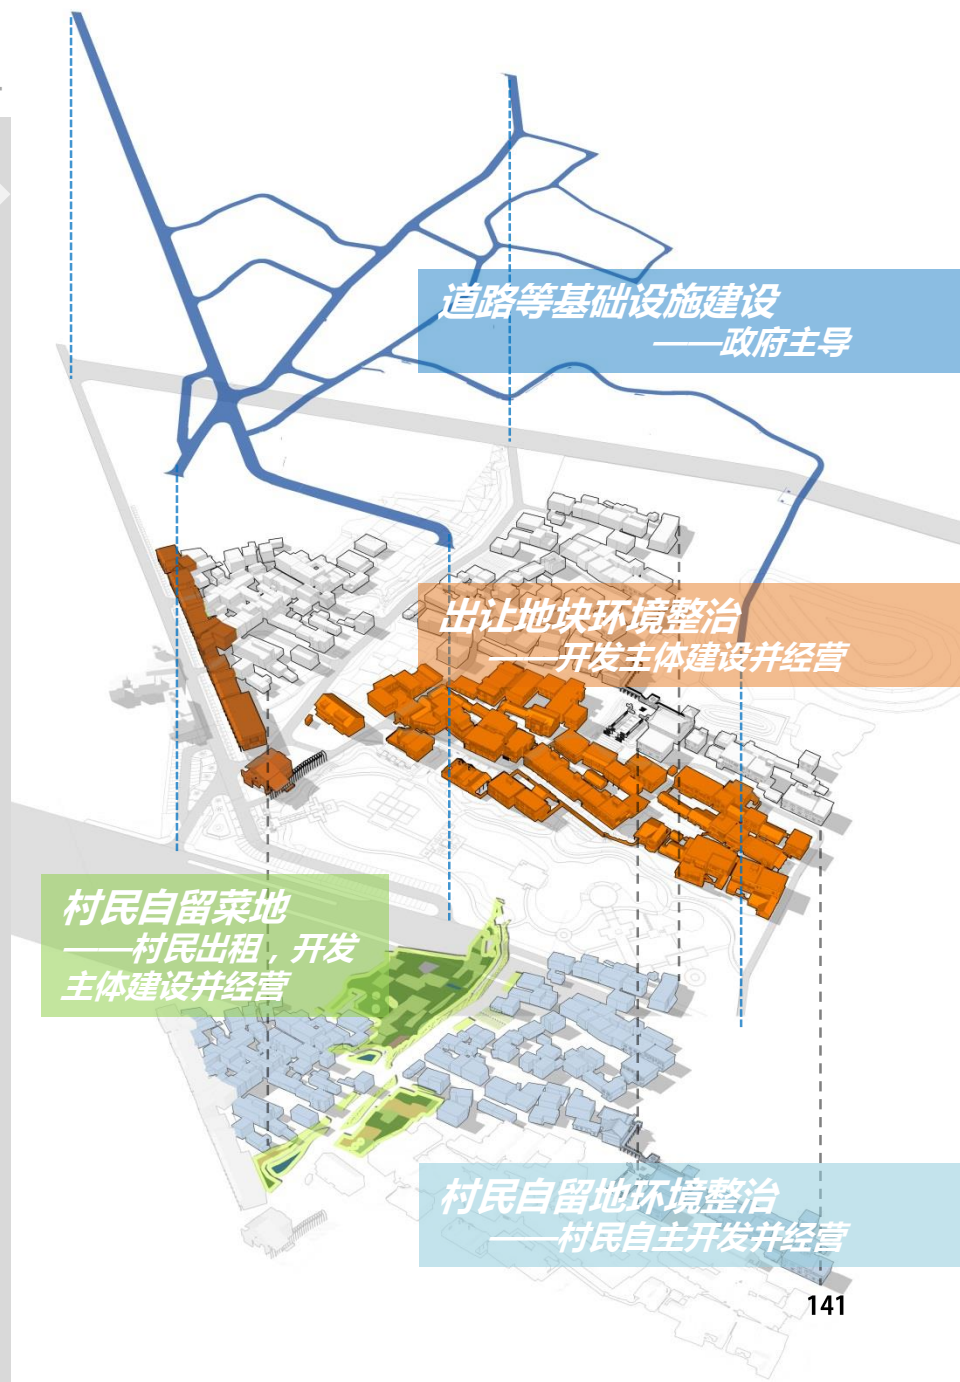 道路等基础设施建设
——政府主导
出让地块环境整治
——开发主体建设并经营
村民自留菜地
——村民出租，开发
主体建设并经营
村民自留地环境整治
——村民自主开发并经营
141